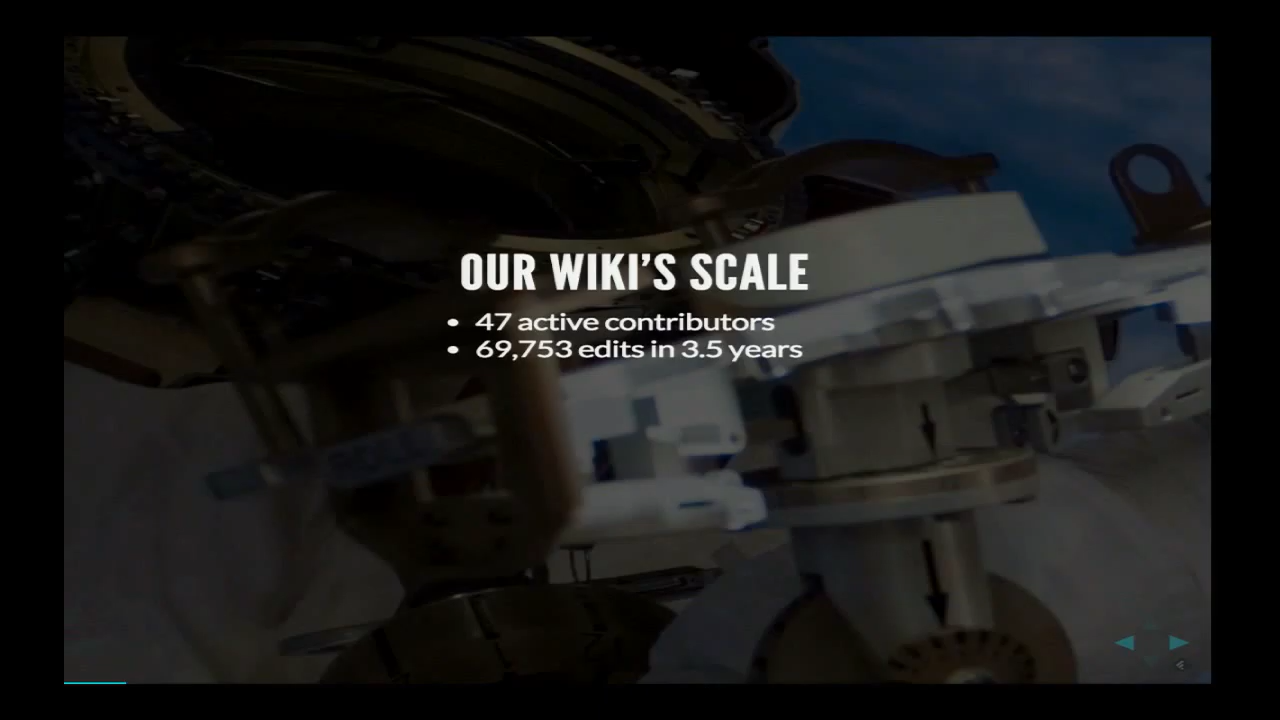 OUR WIKI'S SCALE
• 47 active contributors
• 69,753 edits in 3.5 years